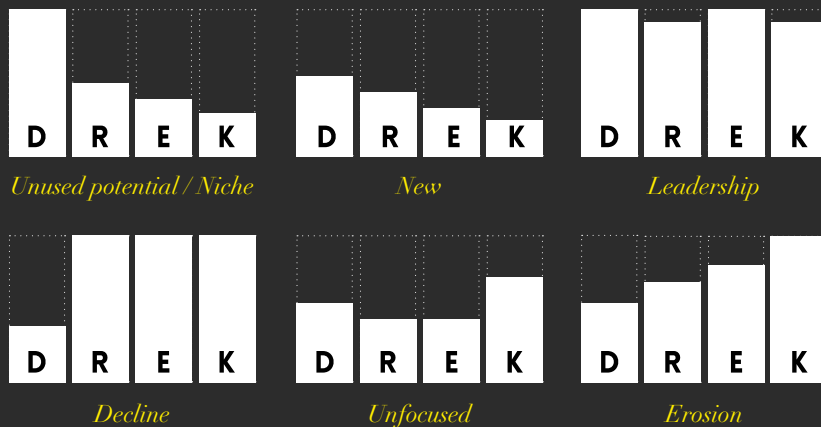 D R E K
Unused potential / Niche
D R E K
New
D R E K
Leadership
D R E K
Decline
D R E K
Unfocused
D R E K
Erosion